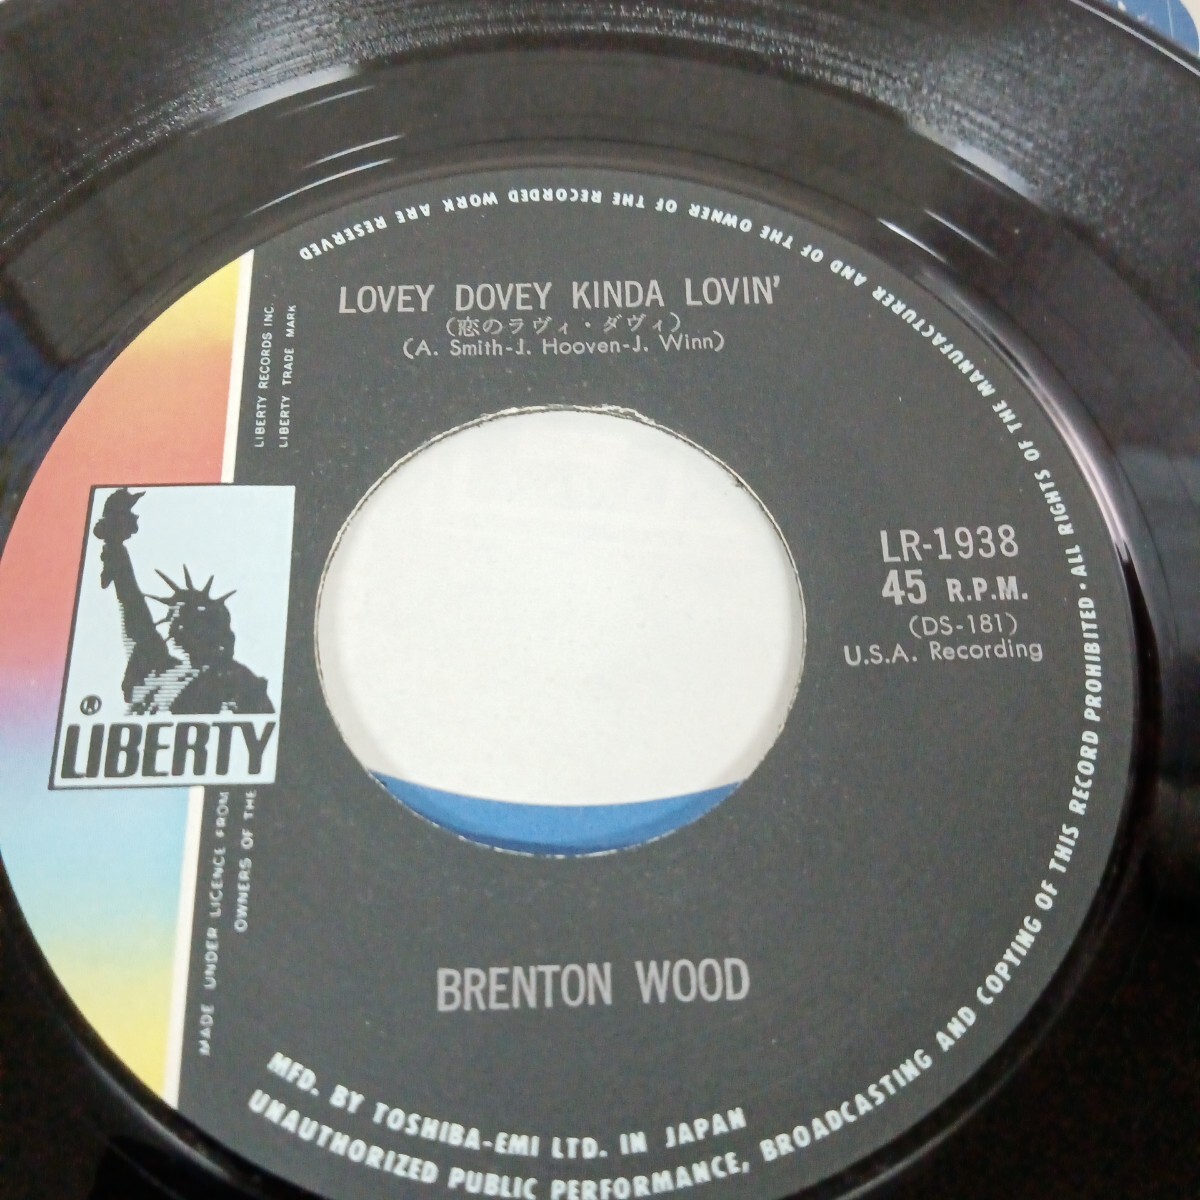 LOVEY DOVEY KINDA LOVIN'
(恋のラヴィ・ダヴィ)
(A. Smith-J. Hooven-J. Winn)
LIBERTY RECORDS INC.
LIBERTY TRADE MARK
®
LIBERTY
MADE UNDER LICENCE FROM
OWNERS OF THE
LR-1938
45 R.P.M.
(DS-181)
U.S.A. Recording
BRENTON WOOD
MFD. BY TOSHIBA-EMI LTD. IN JAPAN
UNAUTHORIZED PUBLIC PERFORMANCE, BROADCASTING AND COPYING OF THIS RECORD PROHIBITED · ALL RIGHTS OF THE MANUFACTURER AND OF THE OWNER OF THE RECORDED WORK ARE RESERVED